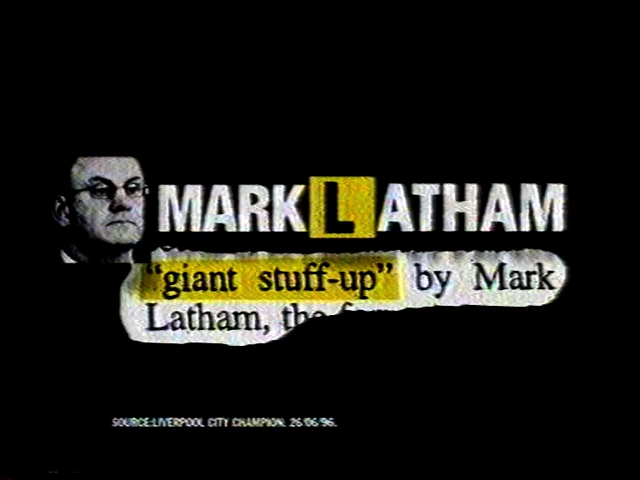 MARK LATHAM
“giant stuff-up” by Mark
Latham, the
SOURCE:LIVERPOOL CITY CHAMPION, 26/06/96.